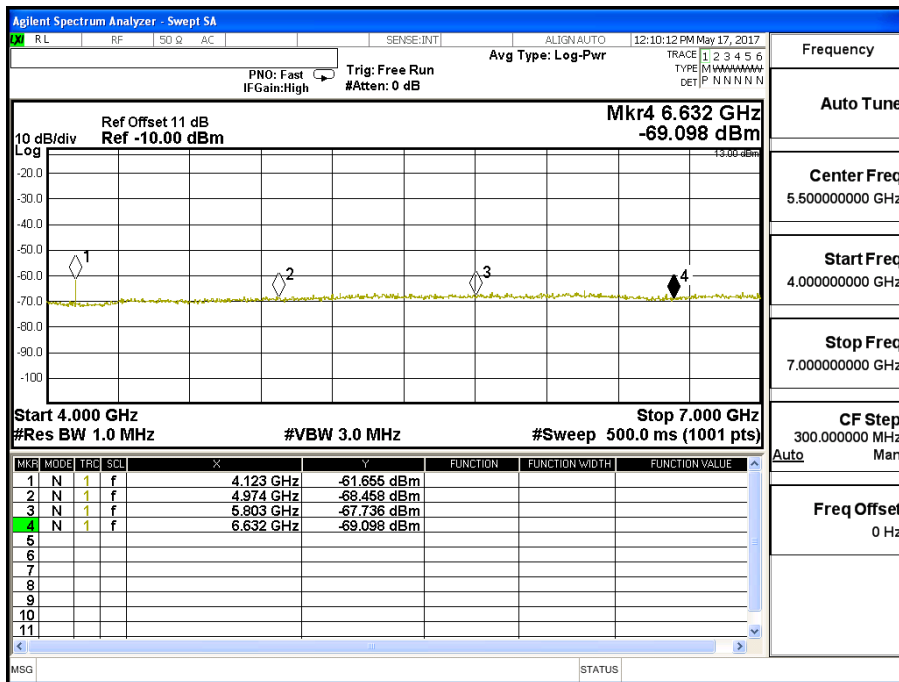 Agilent Spectrum Analyzer - Swept SA
LXI RL RF 50 Ω AC SENSE:INT ALIGNAUTO 12:10:12 PM May 17, 2017
Avg Type: Log-Pwr TRACE 1 2 3 4 5 6
PNO: Fast Trig: Free Run TYPE MWWWWW
IFGain:High #Atten: 0 dB DET P N N N N N
Mkr4 6.632 GHz
Ref Offset 11 dB
10 dB/div Ref -10.00 dBm -69.098 dBm
Log
13.00 dBm
-20.0
-30.0
-40.0
-50.0
-60.0
-70.0
-80.0
-90.0
-100
1
2
3
4
Start 4.000 GHz Stop 7.000 GHz
#Res BW 1.0 MHz #VBW 3.0 MHz #Sweep 500.0 ms (1001 pts)
MKR MODE TRC SCL X Y FUNCTION FUNCTION WIDTH FUNCTION VALUE
1 N 1 f 4.123 GHz -61.655 dBm
2 N 1 f 4.974 GHz -68.458 dBm
3 N 1 f 5.803 GHz -67.736 dBm
4 N 1 f 6.632 GHz -69.098 dBm
5
6
7
8
9
10
11
MSG STATUS
Frequency
Auto Tune
Center Freq
5.500000000 GHz
Start Freq
4.000000000 GHz
Stop Freq
7.000000000 GHz
CF Step
300.000000 MHz
Auto Man
Freq Offset
0 Hz